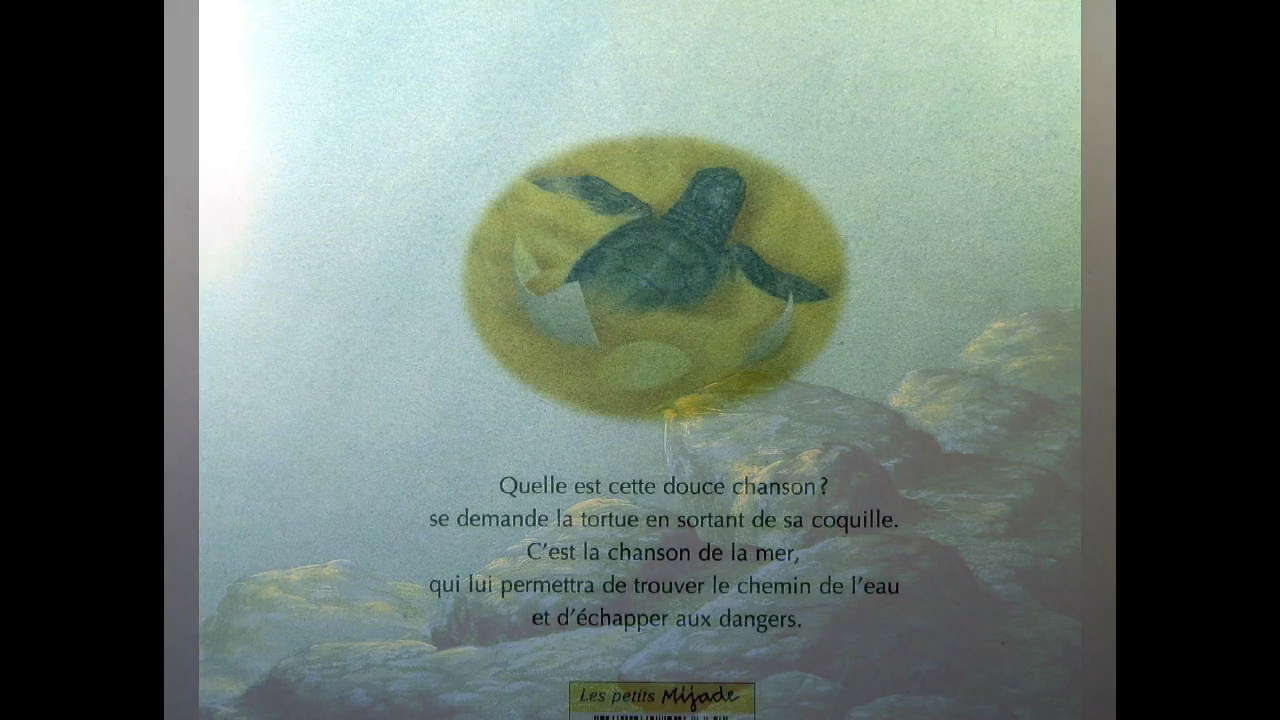 Quelle est cette douce chanson ?
se demande la tortue en sortant de sa coquille.
C'est la chanson de la mer,
qui lui permettra de trouver le chemin de l'eau
et d'échapper aux dangers.
Les petits Mijade